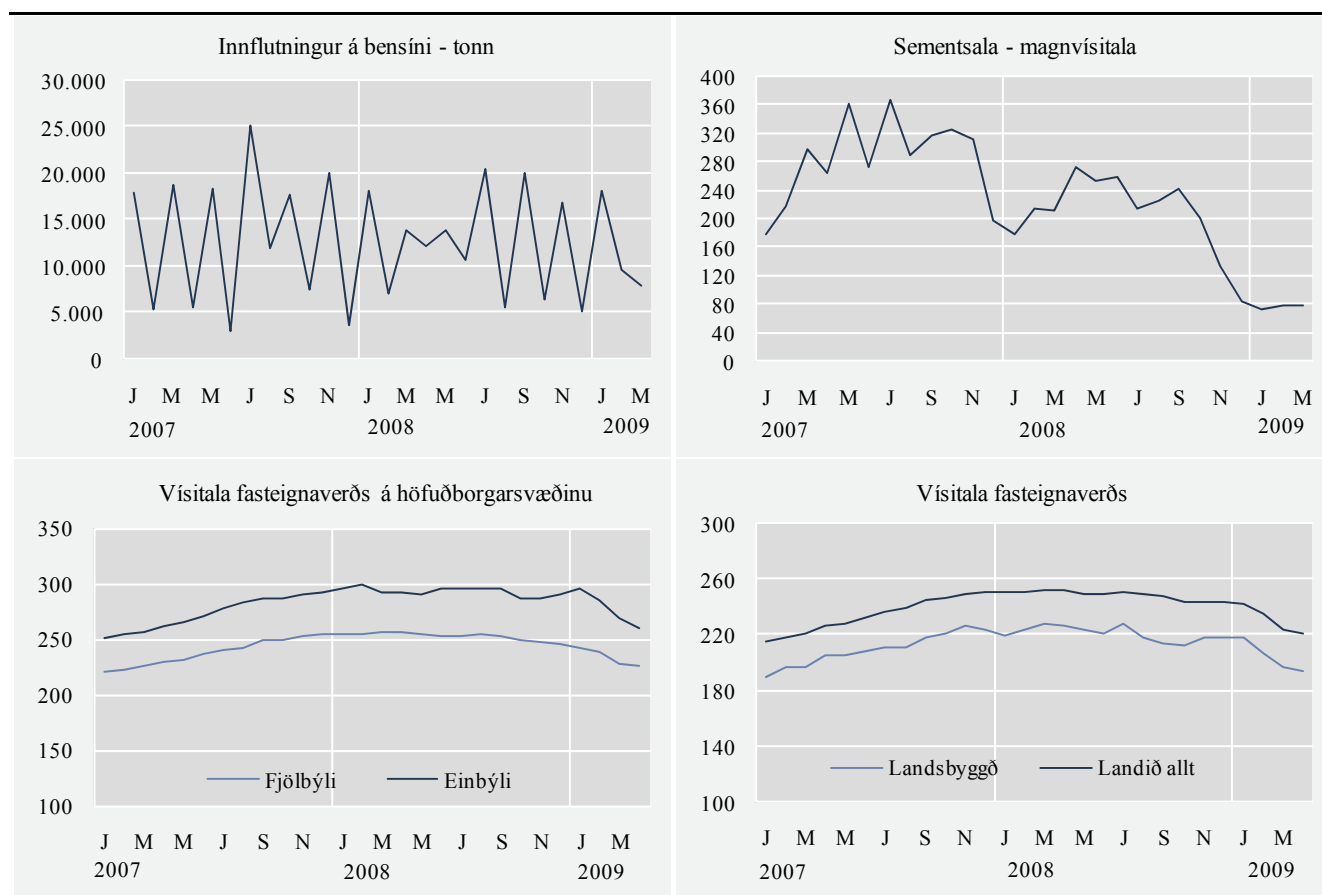 Innflutningur á bensíni - tonn
30.000
25.000
20.000
15.000
10.000
5.000
0
J M M J S N J M M J S N J M
2007 2008 2009
Sementsala - magnvísitala
400
360
320
280
240
200
160
120
80
40
0
J M M J S N J M M J S N J M
2007 2008 2009
Vísitala fasteignaverðs á höfuðborgarsvæðinu
350
300
250
200
150
100
Fjölbýli Einbýli
J M M J S N J M M J S N J M
2007 2008 2009
Vísitala fasteignaverðs
300
260
220
180
140
100
Landsbyggð Landið allt
J M M J S N J M M J S N J M
2007 2008 2009